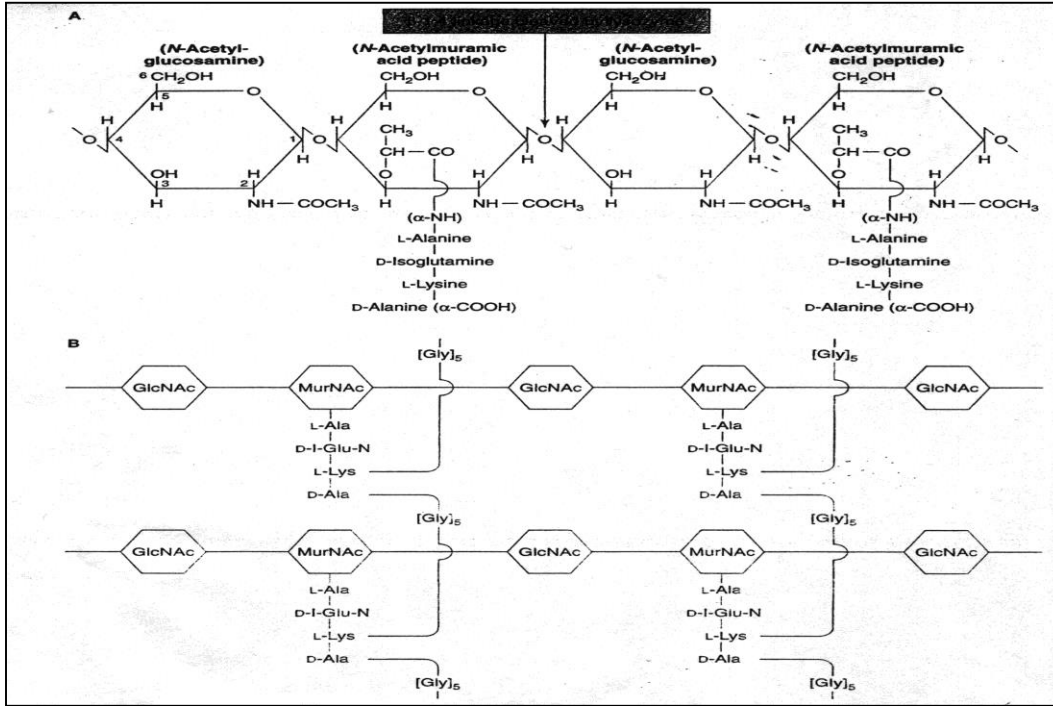 A
(N-Acetyl-
glucosamine)
(N-Acetylmuramic
acid peptide)
(N-Acetyl-
glucosamine)
(N-Acetylmuramic
acid peptide)
6 CH2OH
CH2OH
CH2OH
CH2OH
5 O
H
O
H
O
H
O
H
H
4
1
O
H
CH3
CH — CO
O
H
O
H
H
O
H
CH3
CH — CO
O
H
O
OH
3
H
2
H
NH — COCH3
H
H
NH — COCH3
OH
H
H
NH — COCH3
H
H
NH — COCH3
(α-NH)
L-Alanine
D-Isoglutamine
L-Lysine
D-Alanine (α-COOH)
(α-NH)
L-Alanine
D-Isoglutamine
L-Lysine
D-Alanine (α-COOH)
B
[Gly]5
[Gly]5
GlcNAc
MurNAc
GlcNAc
MurNAc
GlcNAc
L-Ala
D-I-Glu-N
L-Lys
D-Ala
L-Ala
D-I-Glu-N
L-Lys
D-Ala
[Gly]5
[Gly]5
GlcNAc
MurNAc
GlcNAc
MurNAc
GlcNAc
L-Ala
D-I-Glu-N
L-Lys
D-Ala
L-Ala
D-I-Glu-N
L-Lys
D-Ala
[Gly]5
[Gly]5